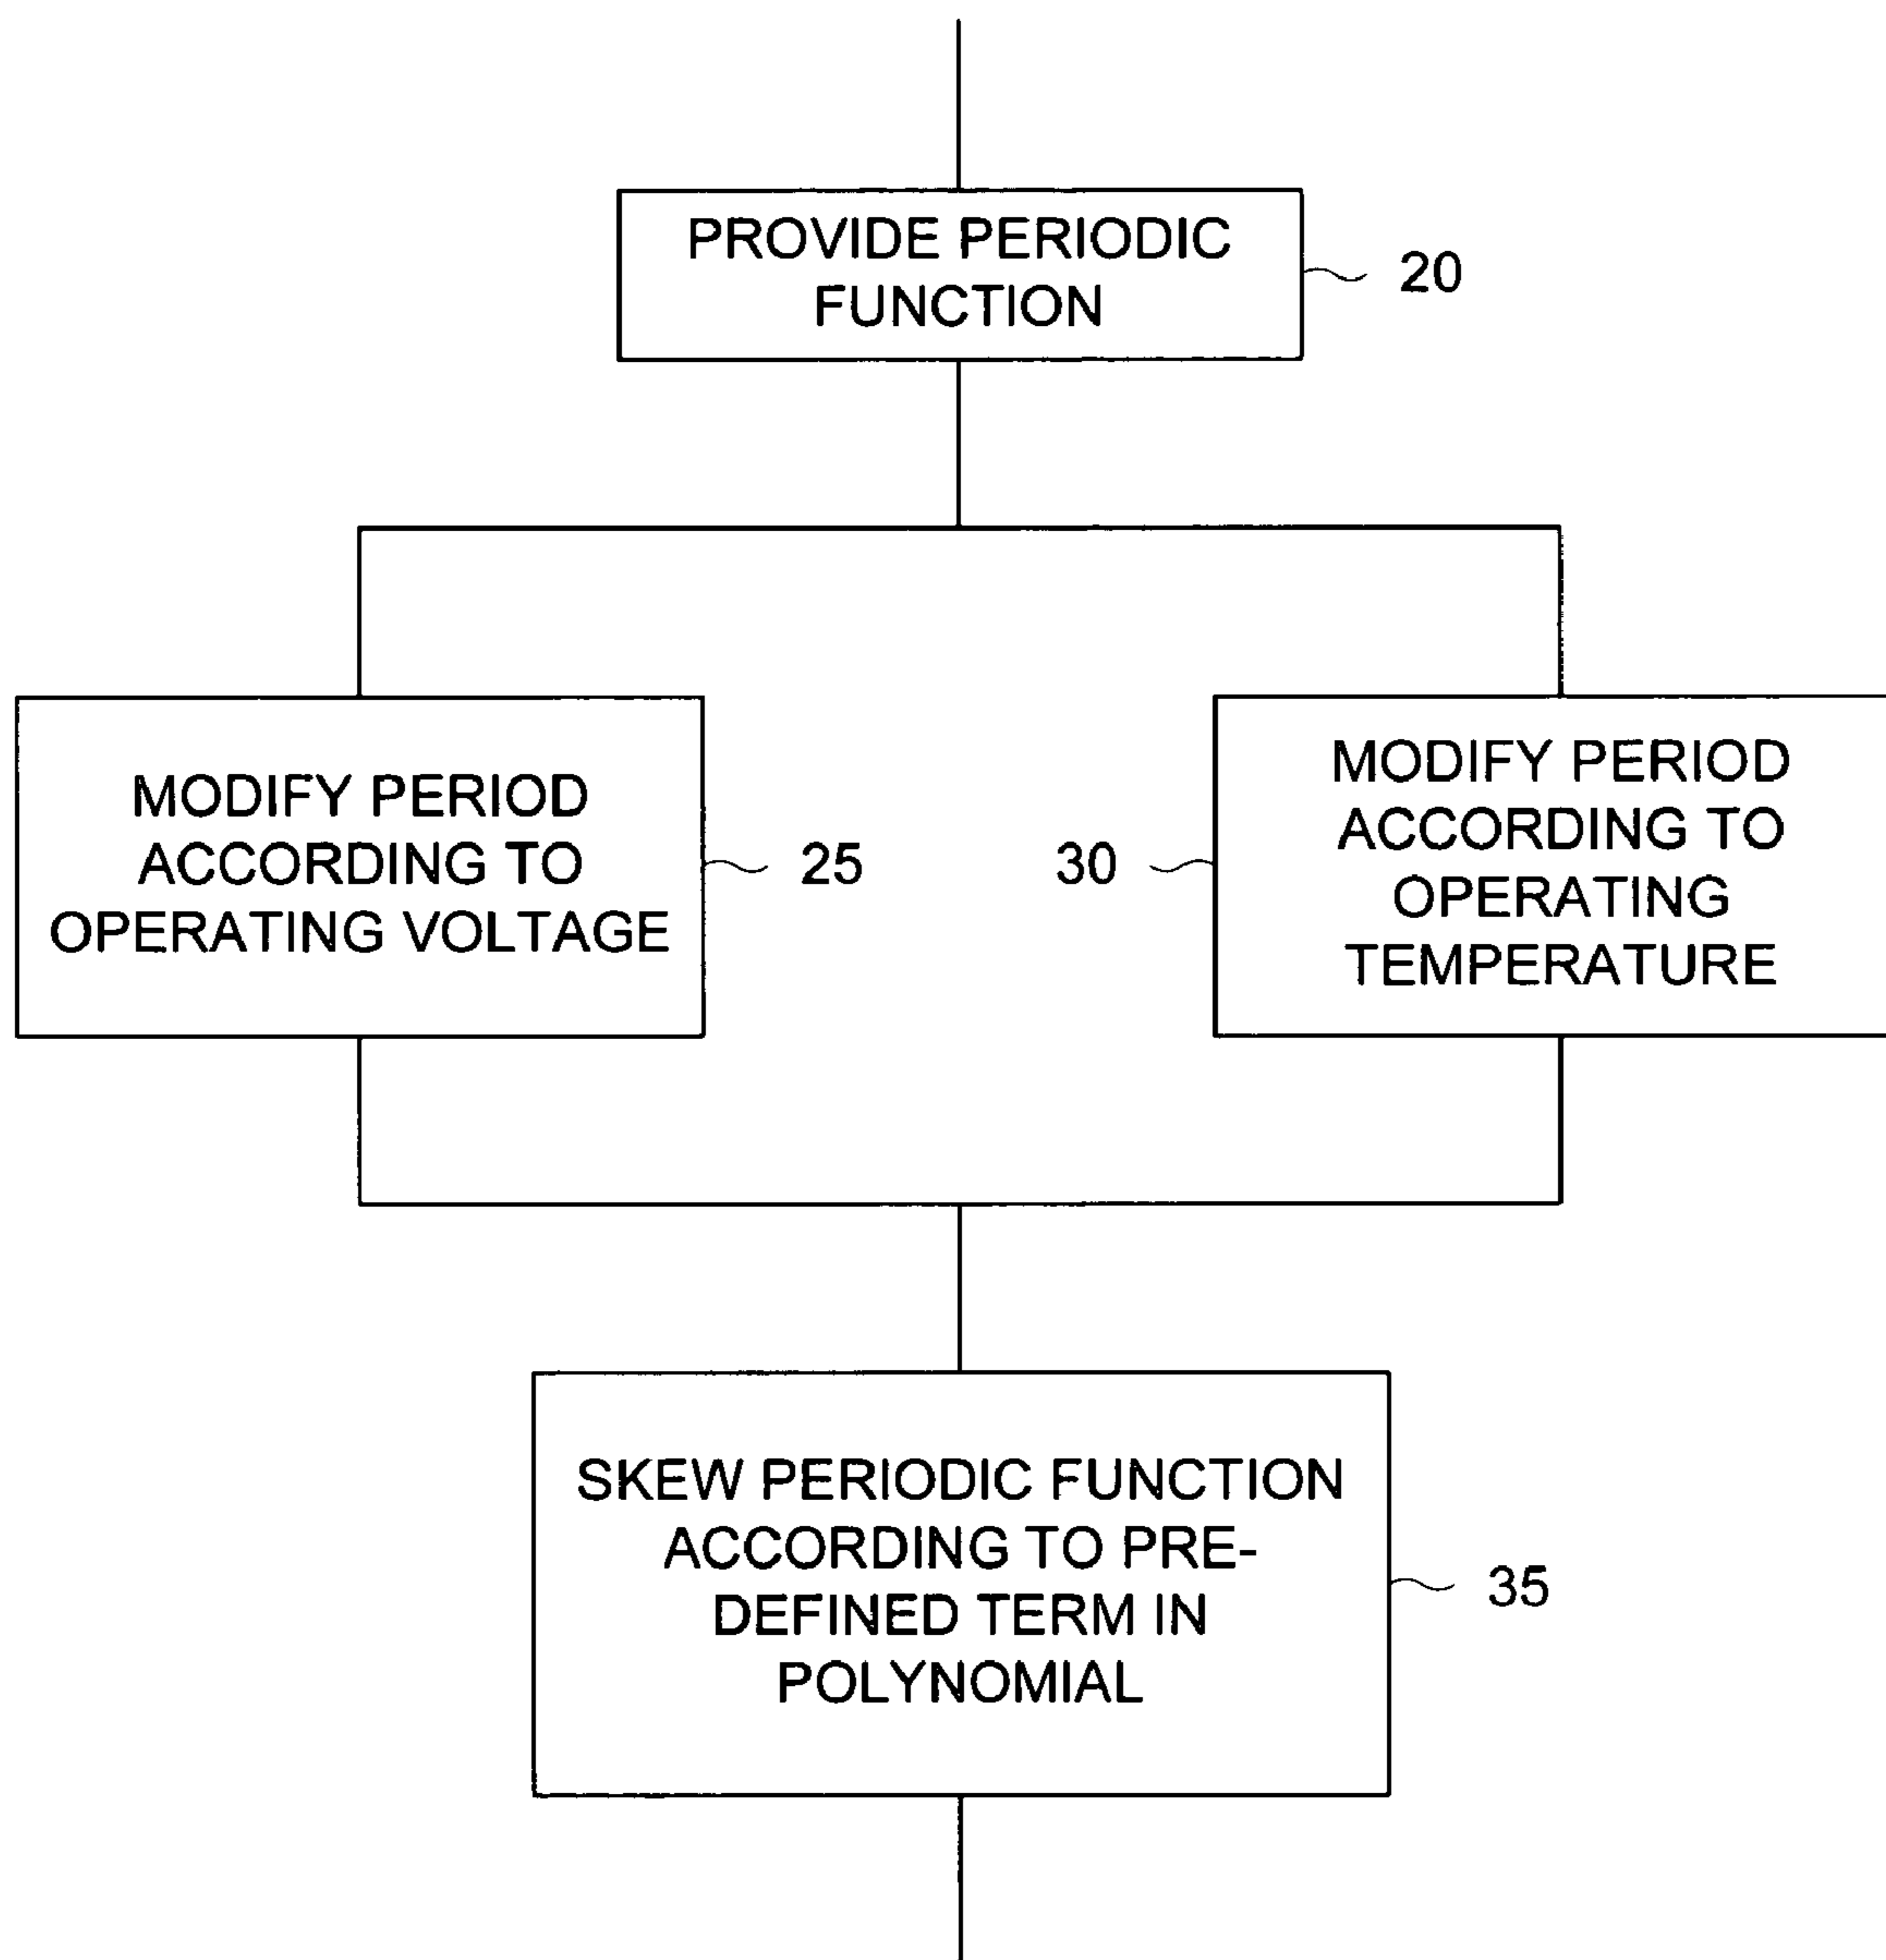 PROVIDE PERIODIC
FUNCTION
20
MODIFY PERIOD
ACCORDING TO
OPERATING VOLTAGE
25
30
MODIFY PERIOD
ACCORDING TO
OPERATING
TEMPERATURE
SKEW PERIODIC FUNCTION
ACCORDING TO PRE-
DEFINED TERM IN
POLYNOMIAL
35